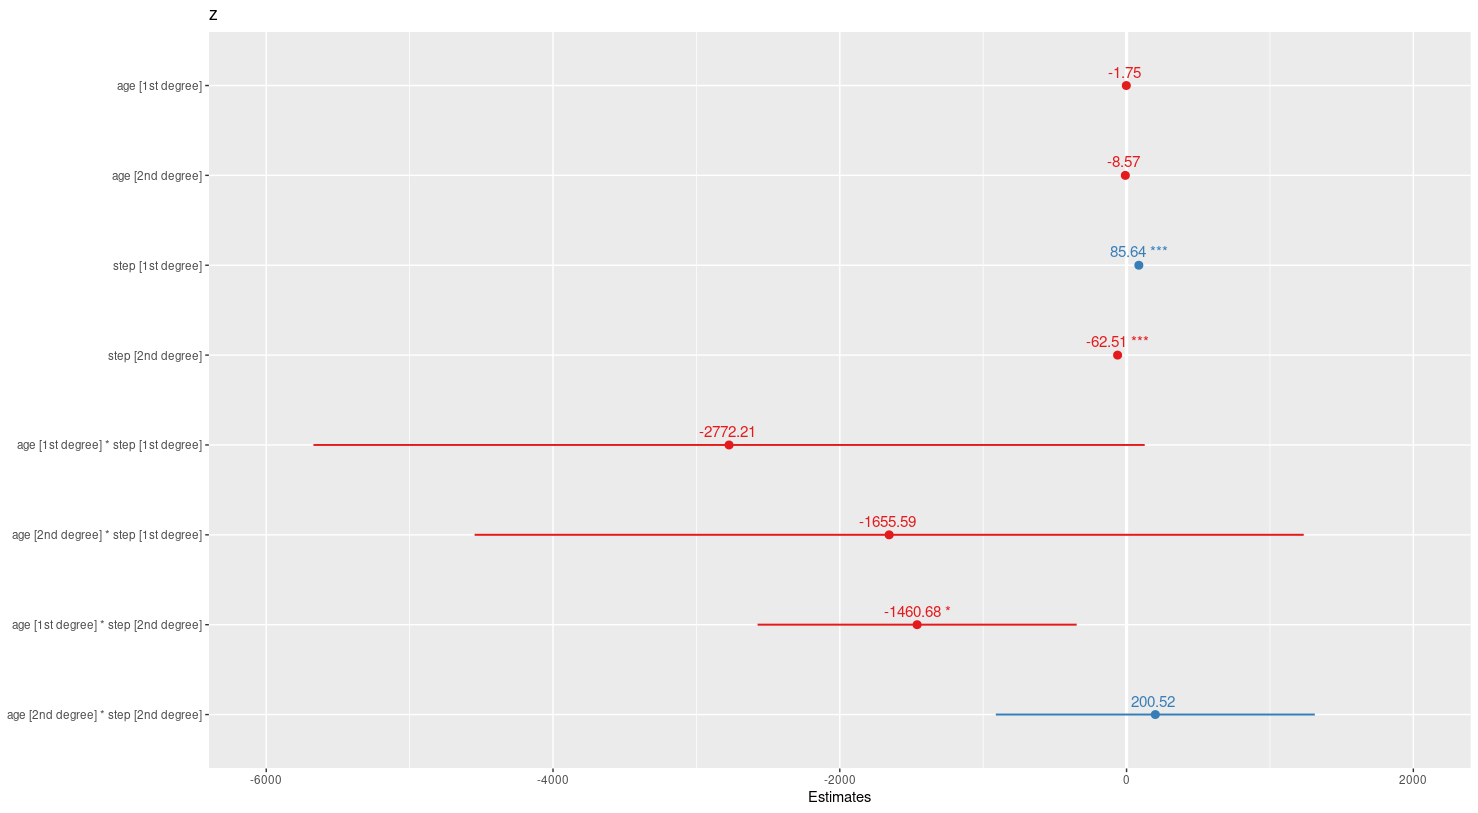 z
age [1st degree]
-1.75
age [2nd degree]
-8.57
step [1st degree]
85.64 ***
step [2nd degree]
-62.51 ***
age [1st degree] * step [1st degree]
-2772.21
age [2nd degree] * step [1st degree]
-1655.59
age [1st degree] * step [2nd degree]
-1460.68 *
age [2nd degree] * step [2nd degree]
200.52
-6000 -4000 -2000 0 2000
Estimates